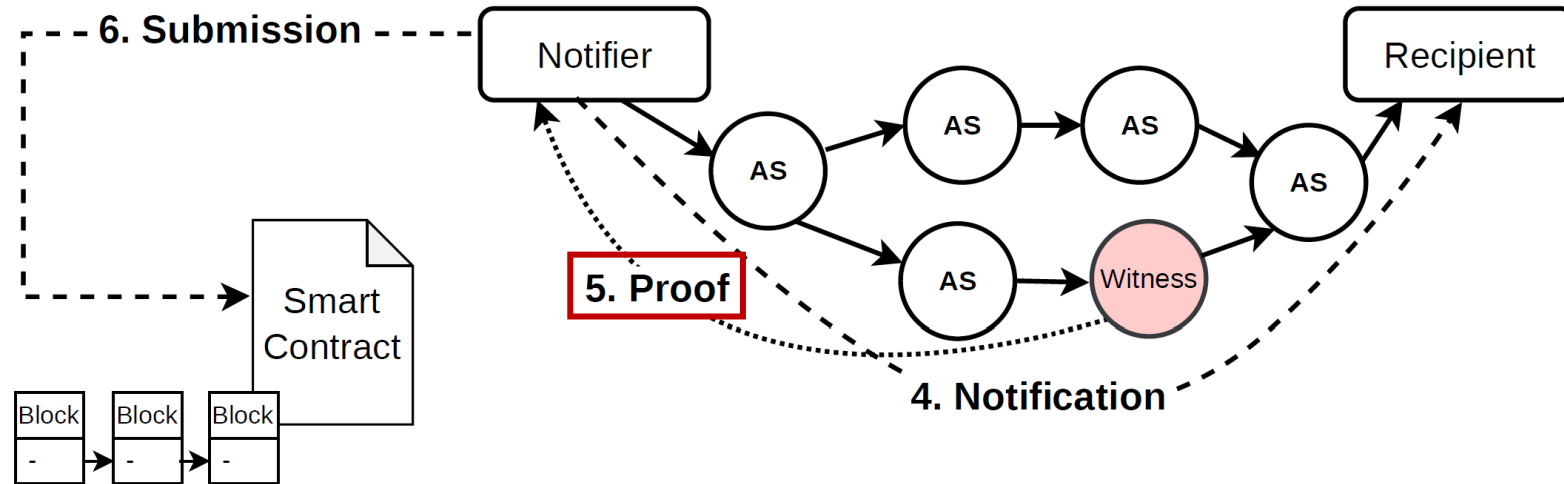 6. Submission
Notifier
Recipient
AS
AS
AS
AS
AS
Witness
5. Proof
4. Notification
Smart
Contract
Block
Block
Block
-
-
-